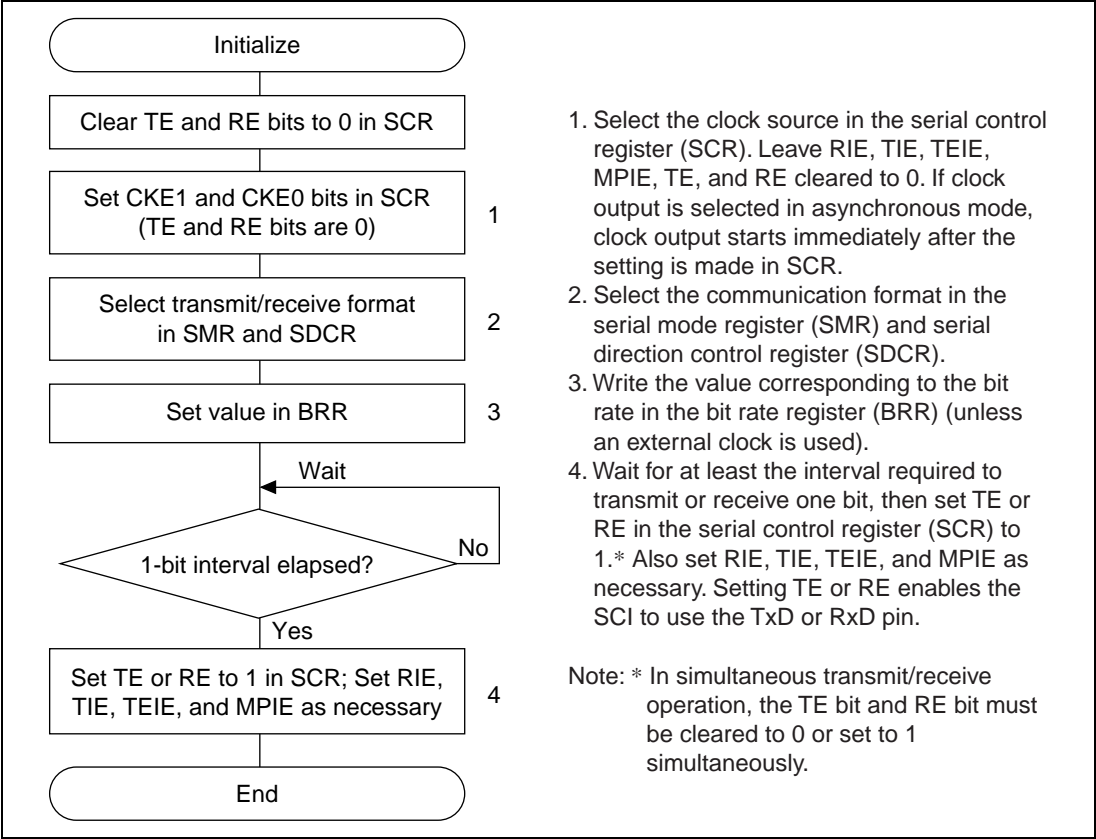 Initialize
Clear TE and RE bits to 0 in SCR
Set CKE1 and CKE0 bits in SCR
(TE and RE bits are 0)
1
Select transmit/receive format
in SMR and SDCR
2
Set value in BRR
3
Wait
1-bit interval elapsed?
No
Yes
Set TE or RE to 1 in SCR; Set RIE,
TIE, TEIE, and MPIE as necessary
4
End
1. Select the clock source in the serial control
register (SCR). Leave RIE, TIE, TEIE,
MPIE, TE, and RE cleared to 0. If clock
output is selected in asynchronous mode,
clock output starts immediately after the
setting is made in SCR.
2. Select the communication format in the
serial mode register (SMR) and serial
direction control register (SDCR).
3. Write the value corresponding to the bit
rate in the bit rate register (BRR) (unless
an external clock is used).
4. Wait for at least the interval required to
transmit or receive one bit, then set TE or
RE in the serial control register (SCR) to
1.* Also set RIE, TIE, TEIE, and MPIE as
necessary. Setting TE or RE enables the
SCI to use the TxD or RxD pin.
Note: * In simultaneous transmit/receive
operation, the TE bit and RE bit must
be cleared to 0 or set to 1
simultaneously.